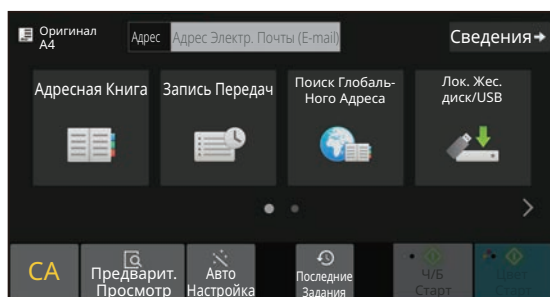 Оригинал
A4
Адрес
Адрес Электр. Почты (E-mail)
Сведения
Адресная Книга
Запись Передач
Поиск Глобаль-
Ного Адреса
Лок. Жес.
диск/USB
CA
Предварит.
Просмотр
Авто
Настройка
Последние
Задания
Ч/Б
Старт
Цвет
Старт